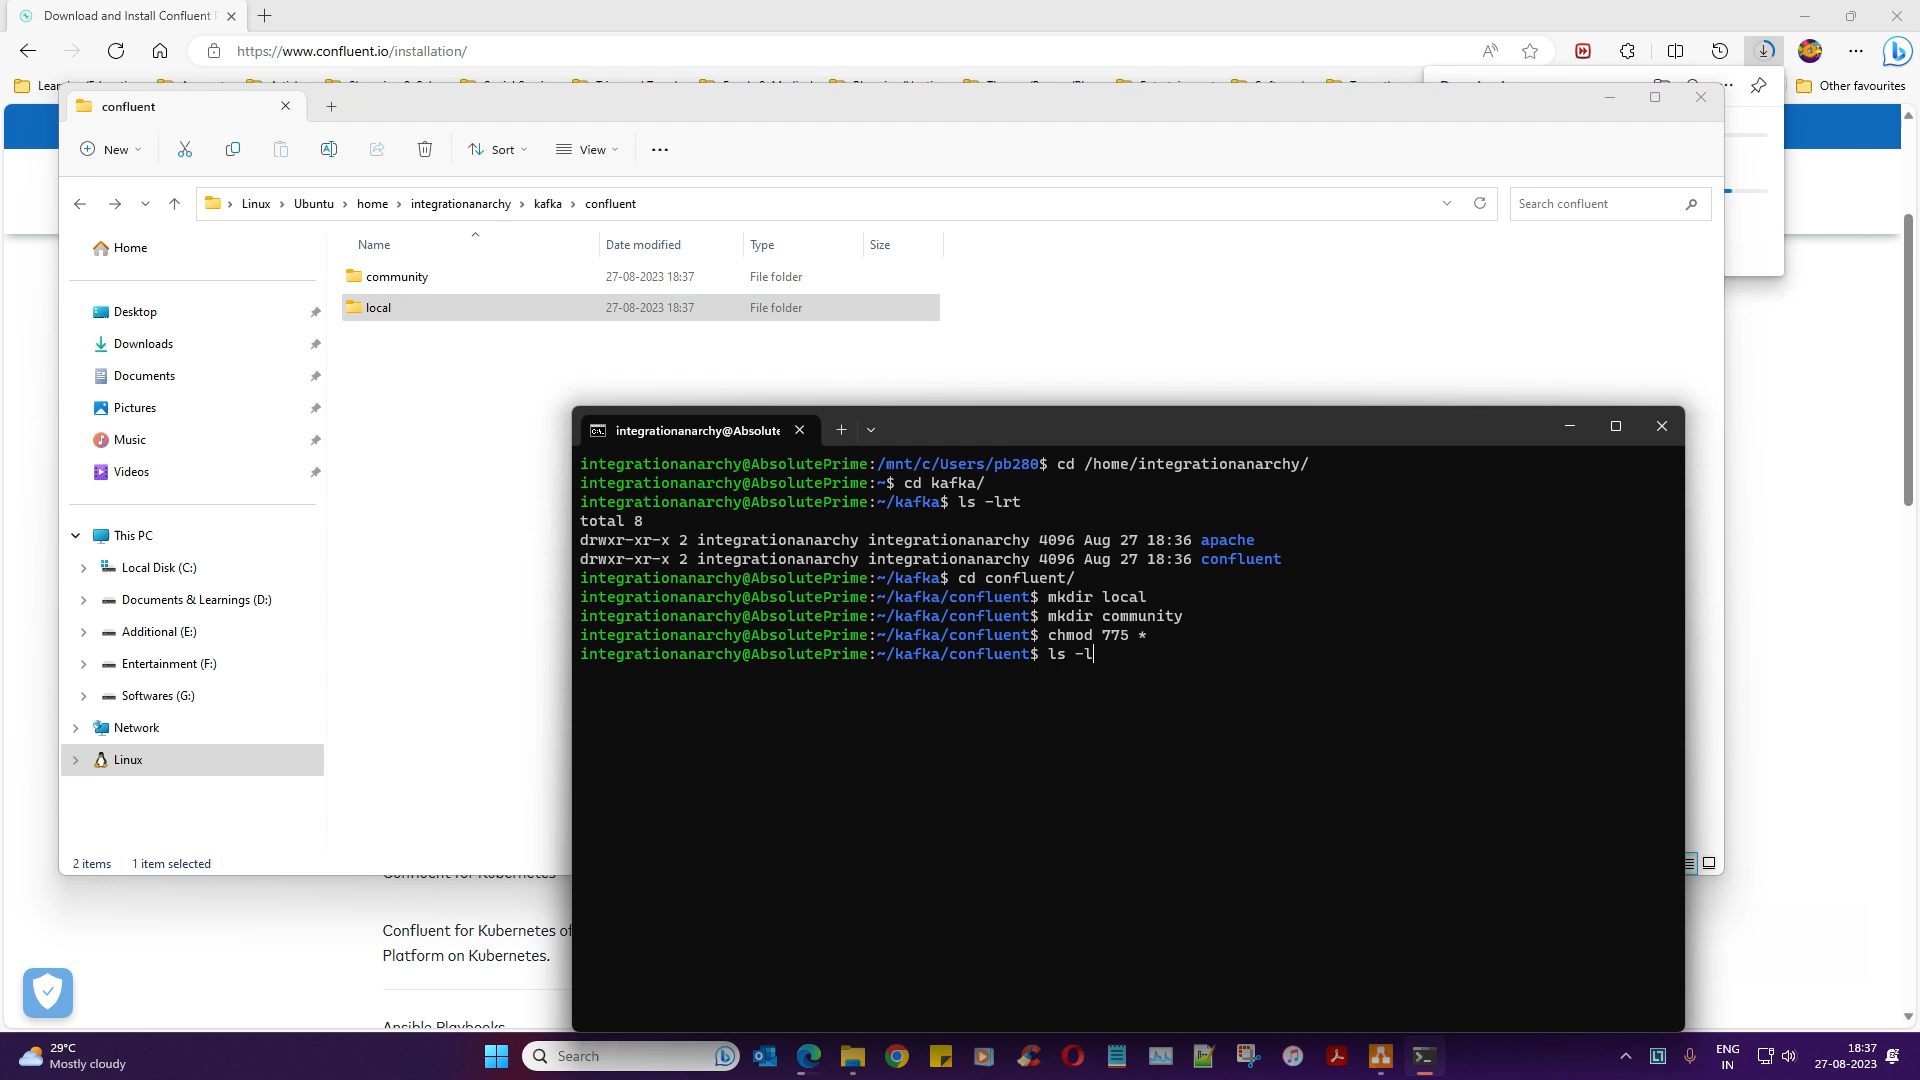 Download and Install Confluent
https://www.confluent.io/installation/
Other favourites
confluent
New
Sort
View
Linux > Ubuntu > home > integrationanarchy > kafka > confluent
Search confluent
Home
Desktop
Downloads
Documents
Pictures
Music
Videos
This PC
Local Disk (C:)
Documents & Learnings (D:)
Additional (E:)
Entertainment (F:)
Softwares (G:)
Network
Linux
Name Date modified Type Size
community 27-08-2023 18:37 File folder
local 27-08-2023 18:37 File folder
2 items 1 item selected
integrationanarchy@Absolute
integrationanarchy@AbsolutePrime:/mnt/c/Users/pb280$ cd /home/integrationanarchy/
integrationanarchy@AbsolutePrime:~$ cd kafka/
integrationanarchy@AbsolutePrime:~/kafka$ ls -lrt
total 8
drwxr-xr-x 2 integrationanarchy integrationanarchy 4096 Aug 27 18:36 apache
drwxr-xr-x 2 integrationanarchy integrationanarchy 4096 Aug 27 18:36 confluent
integrationanarchy@AbsolutePrime:~/kafka$ cd confluent/
integrationanarchy@AbsolutePrime:~/kafka/confluent$ mkdir local
integrationanarchy@AbsolutePrime:~/kafka/confluent$ mkdir community
integrationanarchy@AbsolutePrime:~/kafka/confluent$ chmod 775 *
integrationanarchy@AbsolutePrime:~/kafka/confluent$ ls -l
Confluent for Kubernetes
Confluent for Kubernetes of
Platform on Kubernetes.
Ansible Playbooks
29°C
Mostly cloudy
Search
ENG
IN
18:37
27-08-2023